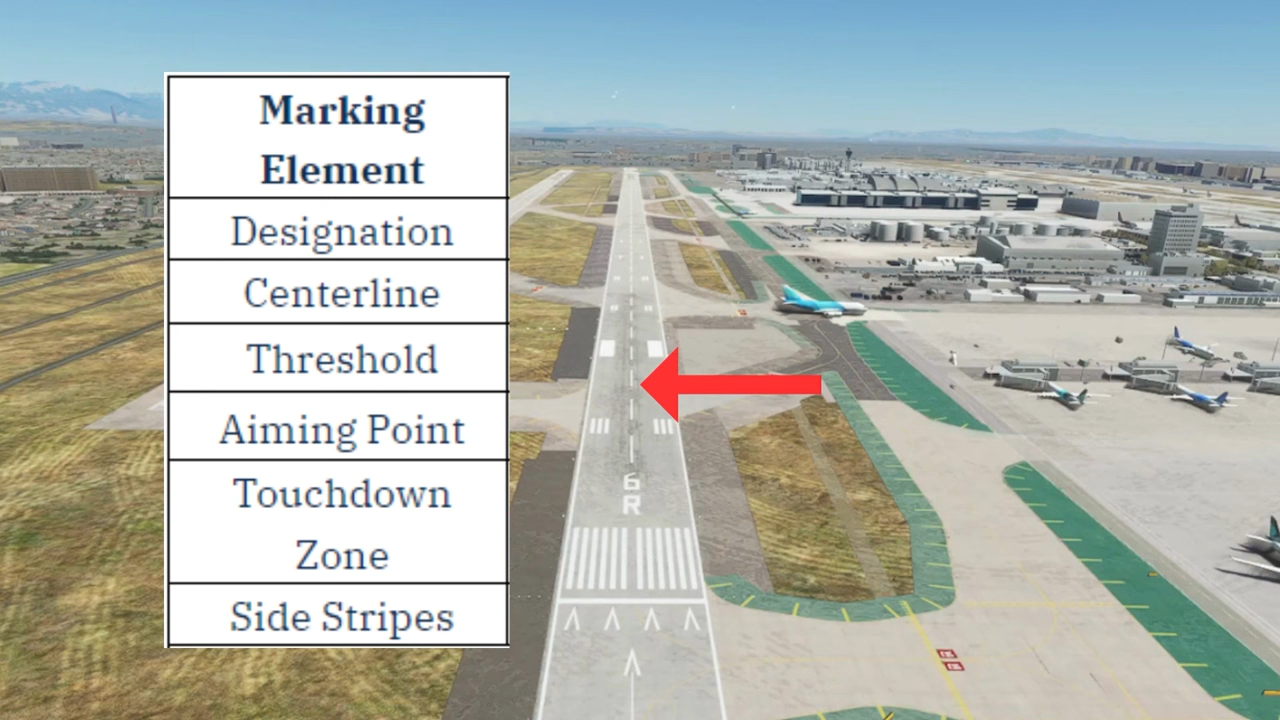 Marking
Element
Designation
Centerline
Threshold
Aiming Point
Touchdown
Zone
Side Stripes
6
R